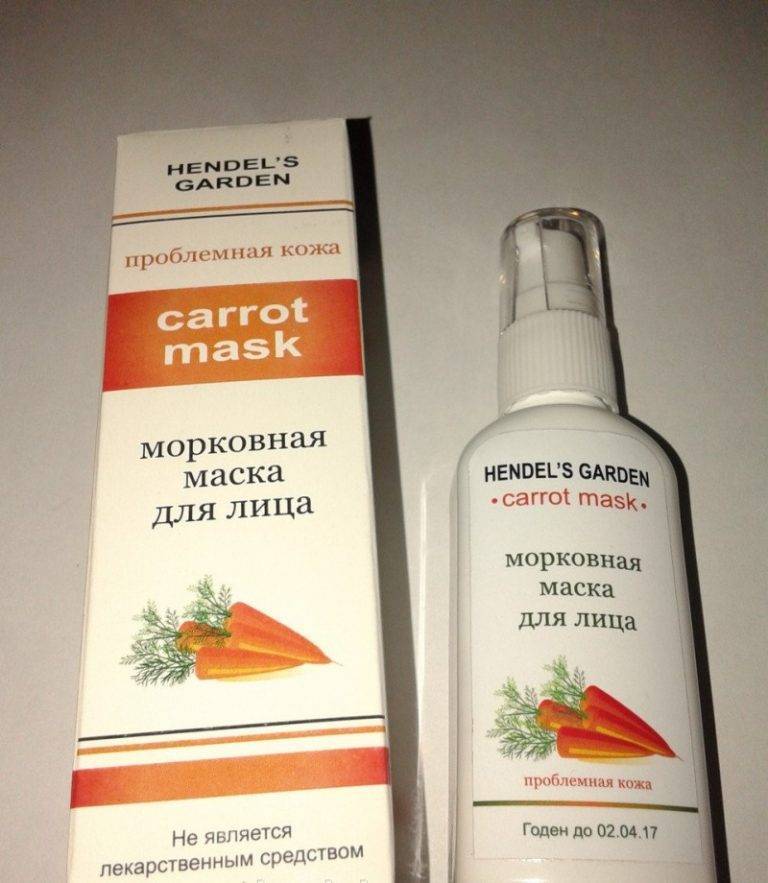 HENDEL'S
GARDEN
проблемная кожа
carrot
mask
морковная
маска
для лица
Не является
лекарственным средством
HENDEL'S GARDEN
• carrot mask •
морковная
маска
для лица
проблемная кожа
Годен до 02.04.17